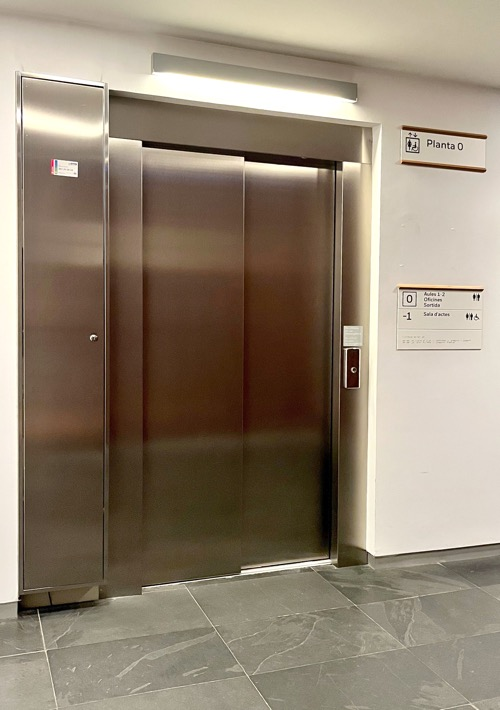 Planta 0
0
Aules 1-2
Oficines
Sortida
-1
Sala d'actes